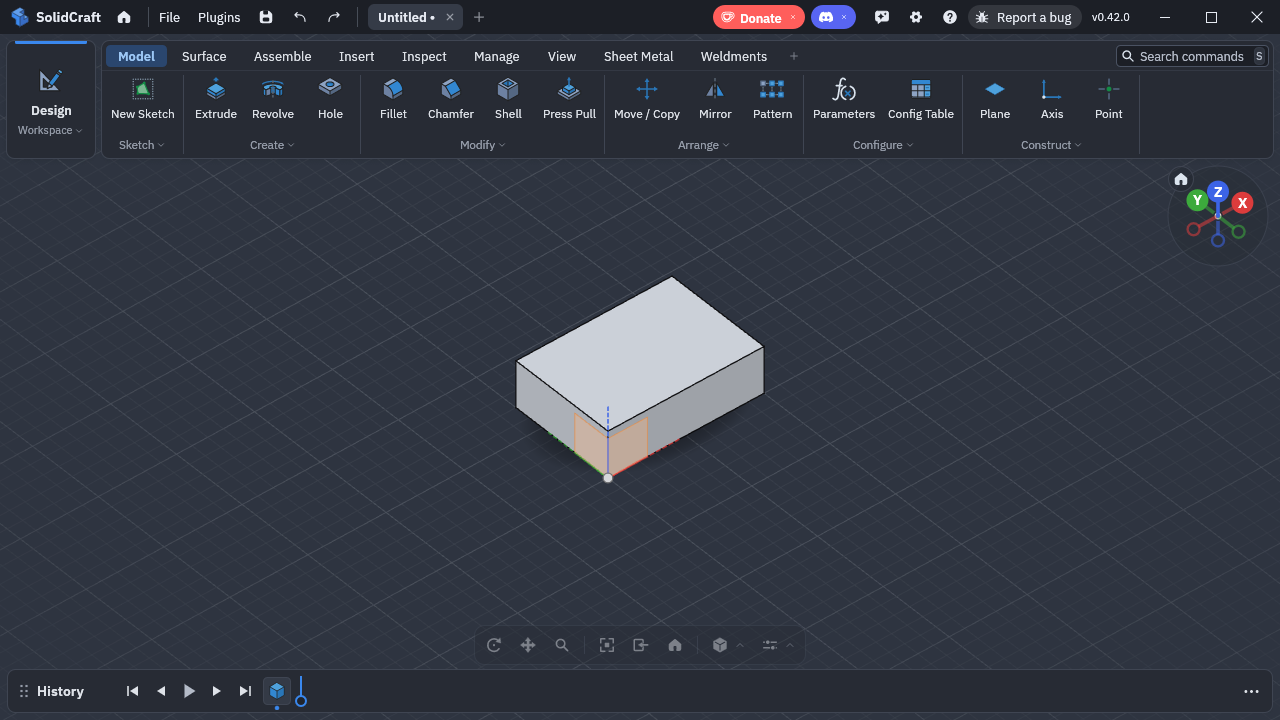 SolidCraft File Plugins Untitled • Donate Report a bug v0.42.0
Model Surface Assemble Insert Inspect Manage View Sheet Metal Weldments Search commands S
Design
Workspace
New Sketch Extrude Revolve Hole Fillet Chamfer Shell Press Pull Move / Copy Mirror Pattern Parameters Config Table Plane Axis Point
Sketch Create Modify Arrange Configure Construct
Z
Y
X
History